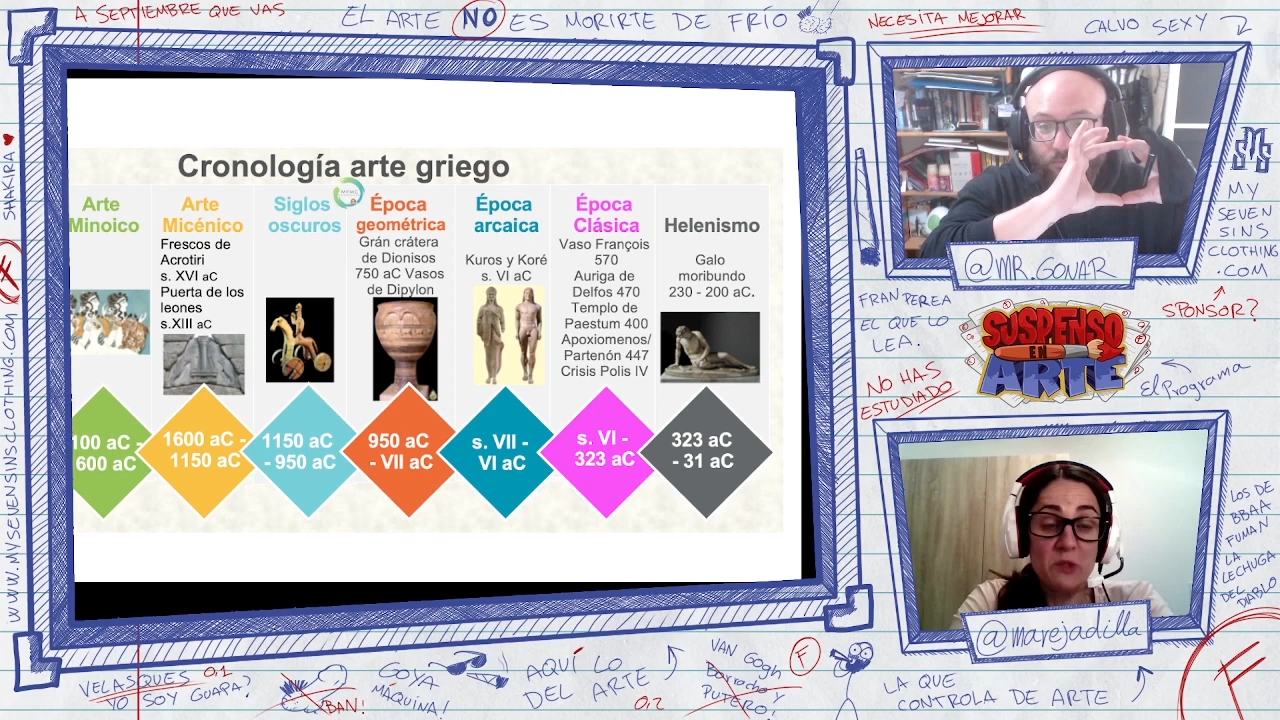 A SEPTIEMBRE QUE VAS
EL ARTE NO ES MORIRTE DE FRÍO
NECESITA MEJORAR
CALVO SEXY
SHAKIRA
WWW.MYSEVENSINSCLOTHING.COM
Cronología arte griego
Arte
Minoico
100 aC -
600 aC
Arte
Micénico
Frescos de
Acrotiri
s. XVI aC
Puerta de los
leones
s.XIII aC
1600 aC -
1150 aC
Siglos
oscuros
1150 aC
- 950 aC
Época
geométrica
Grán crátera
de Dionisos
750 aC Vasos
de Dipylon
950 aC
- VII aC
Época
arcaica
Kuros y Koré
s. VI aC
s. VII -
VI aC
Época
Clásica
Vaso François
570
Auriga de
Delfos 470
Templo de
Paestum 400
Apoxiomenos/
Partenón 447
Crisis Polis IV
s. VI -
323 aC
Helenismo
Galo
moribundo
230 - 200 aC.
323 aC
- 31 aC
@MR.GONAR
MY
SEVEN
SINS
CLOTHING
.COM
SPONSOR?
FRAN PEREA
EL QUE LO
LEA.
SUSPENSO
EN
ARTE
El Programa
NO HAS
ESTUDIADO
@marejadilla
LOS DE
BBAA
FUMAN
LA
LECHUGA
DEL
DIABLO
VELASQUES 0,1
YO SOY GUAPA?
BAN!
GOYA
MÁQUINA!
AQUÍ LO
DEL ARTE
0,2
VAN GOGH
Borracho y
PUTERO!
F
LA QUE
CONTROLA DE ARTE
F